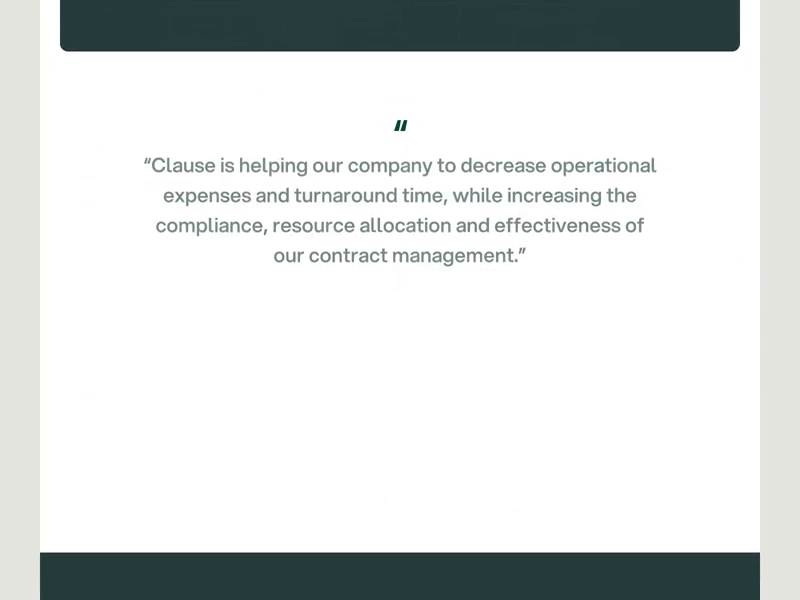 “
“Clause is helping our company to decrease operational
expenses and turnaround time, while increasing the
compliance, resource allocation and effectiveness of
our contract management.”